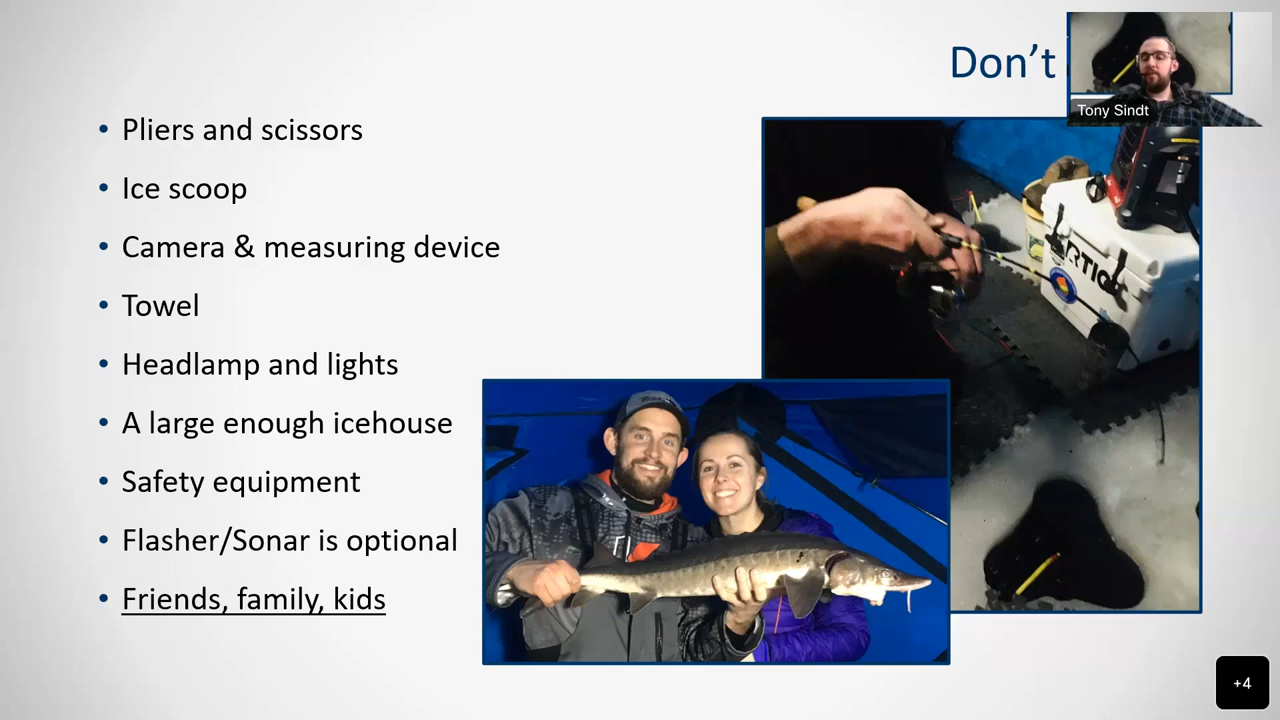 Don’t
Tony Sindt
• Pliers and scissors
• Ice scoop
• Camera & measuring device
• Towel
• Headlamp and lights
• A large enough icehouse
• Safety equipment
• Flasher/Sonar is optional
• Friends, family, kids
+4